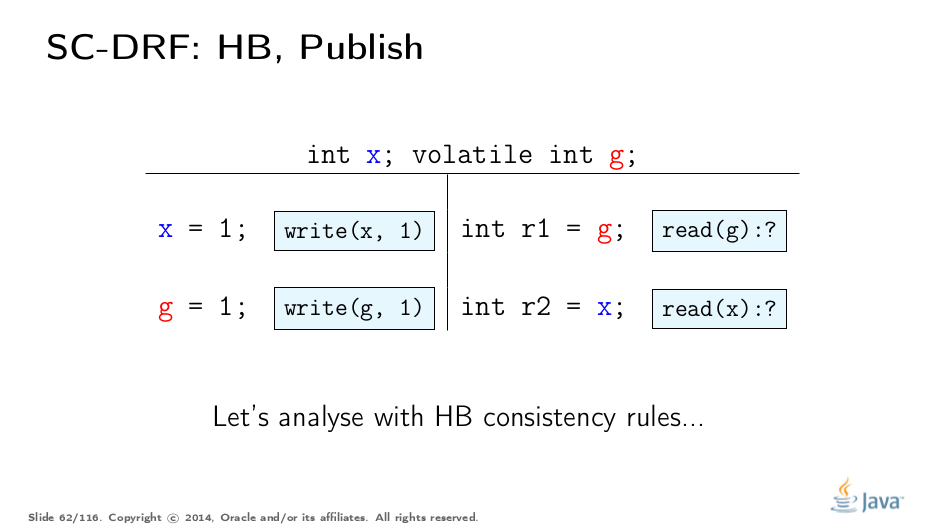 SC-DRF: HB, Publish
int x; volatile int g;
x = 1; write(x, 1) int r1 = g; read(g):?
g = 1; write(g, 1) int r2 = x; read(x):?
Let's analyse with HB consistency rules...
Slide 62/116. Copyright © 2014, Oracle and/or its affiliates. All rights reserved.
Java™